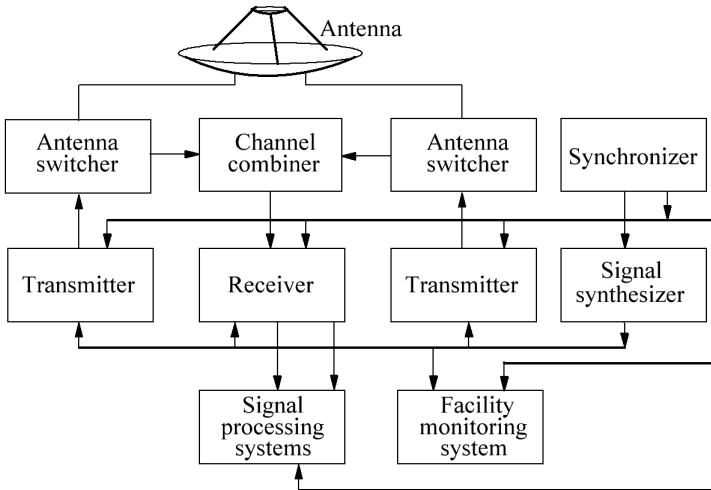 Antenna
Antenna
switcher
Channel
combiner
Antenna
switcher
Synchronizer
Transmitter
Receiver
Transmitter
Signal
synthesizer
Signal
processing
systems
Facility
monitoring
system